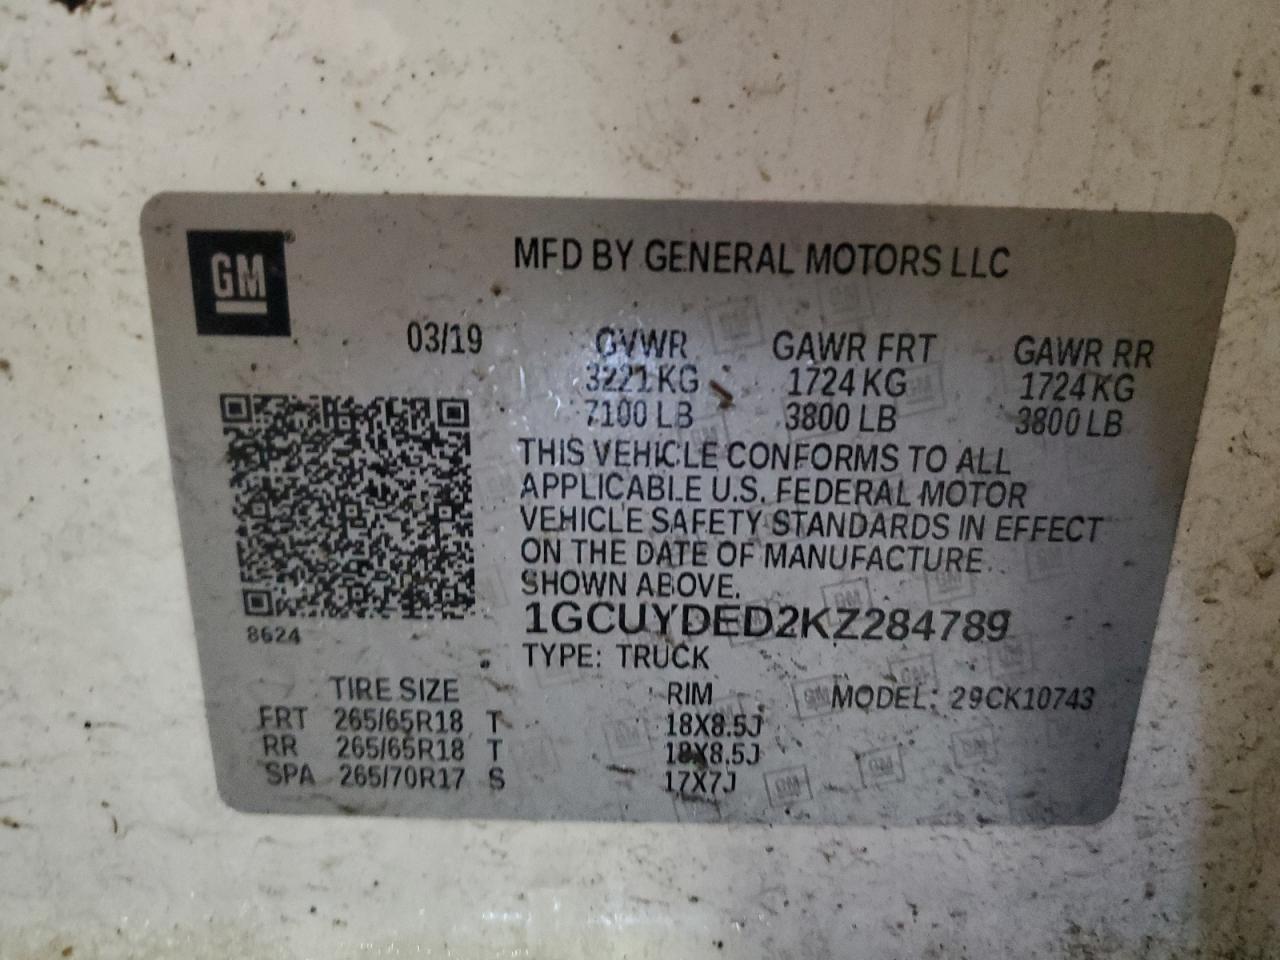 GM
MFD BY GENERAL MOTORS LLC
03/19 GVWR GAWR FRT GAWR RR
3221 KG 1724 KG 1724 KG
7100 LB 3800 LB 3800 LB
THIS VEHICLE CONFORMS TO ALL
APPLICABLE U.S. FEDERAL MOTOR
VEHICLE SAFETY STANDARDS IN EFFECT
ON THE DATE OF MANUFACTURE
SHOWN ABOVE.
1GCUYDED2KZ284789
8624
TYPE: TRUCK
TIRE SIZE RIM MODEL: 29CK10743
FRT 265/65R18 T 18X8.5J
RR 265/65R18 T 18X8.5J
SPA 265/70R17 S 17X7J